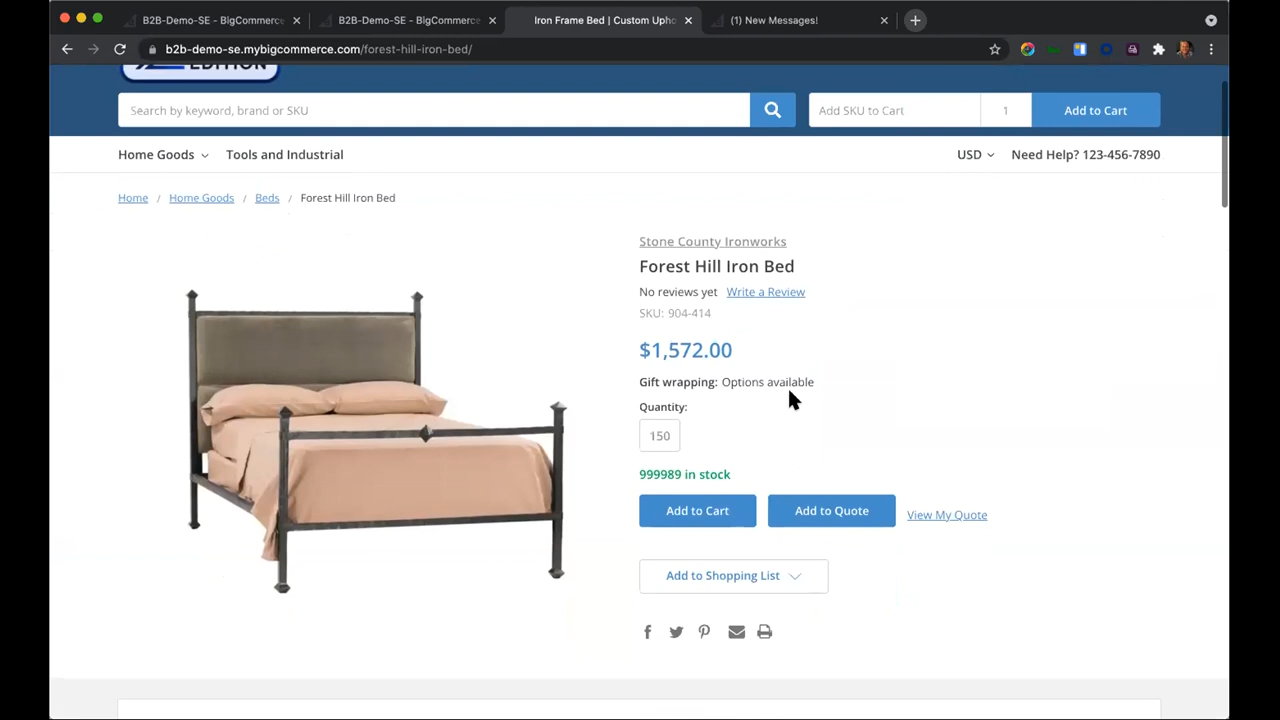 B2B-Demo-SE - BigCommerce
B2B-Demo-SE - BigCommerce
Iron Frame Bed | Custom Upho
(1) New Messages!
b2b-demo-se.mybigcommerce.com/forest-hill-iron-bed/
EDITION
Search by keyword, brand or SKU
Add SKU to Cart
1
Add to Cart
Home Goods
Tools and Industrial
USD
Need Help? 123-456-7890
Home / Home Goods / Beds / Forest Hill Iron Bed
Stone County Ironworks
Forest Hill Iron Bed
No reviews yet Write a Review
SKU: 904-414
$1,572.00
Gift wrapping: Options available
Quantity:
150
999989 in stock
Add to Cart
Add to Quote
View My Quote
Add to Shopping List